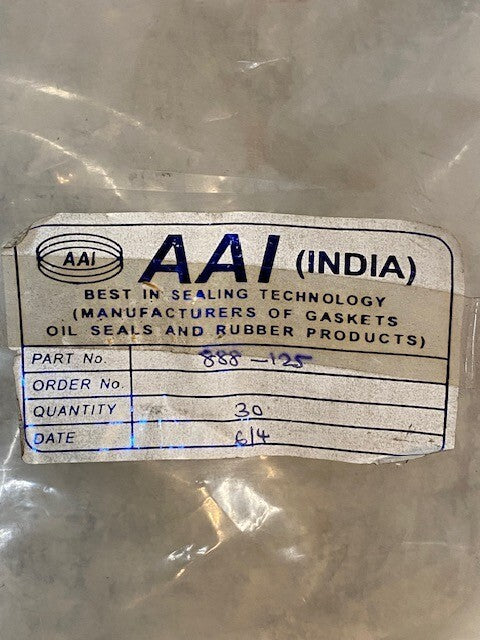 AAI
AAI (INDIA)
BEST IN SEALING TECHNOLOGY
(MANUFACTURERS OF GASKETS
OIL SEALS AND RUBBER PRODUCTS)
PART No. 888-125
ORDER No.
QUANTITY 30
DATE 6/4